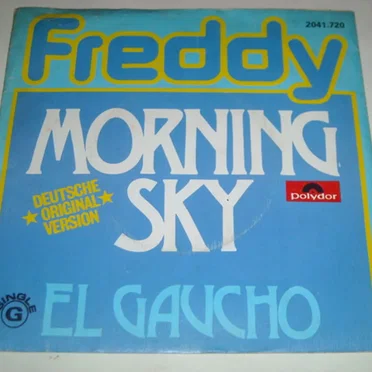 2041.720
Freddy
MORNING
SKY
DEUTSCHE
ORIGINAL-
VERSION
Polydor
SINGLE
G
EL GAUCHO